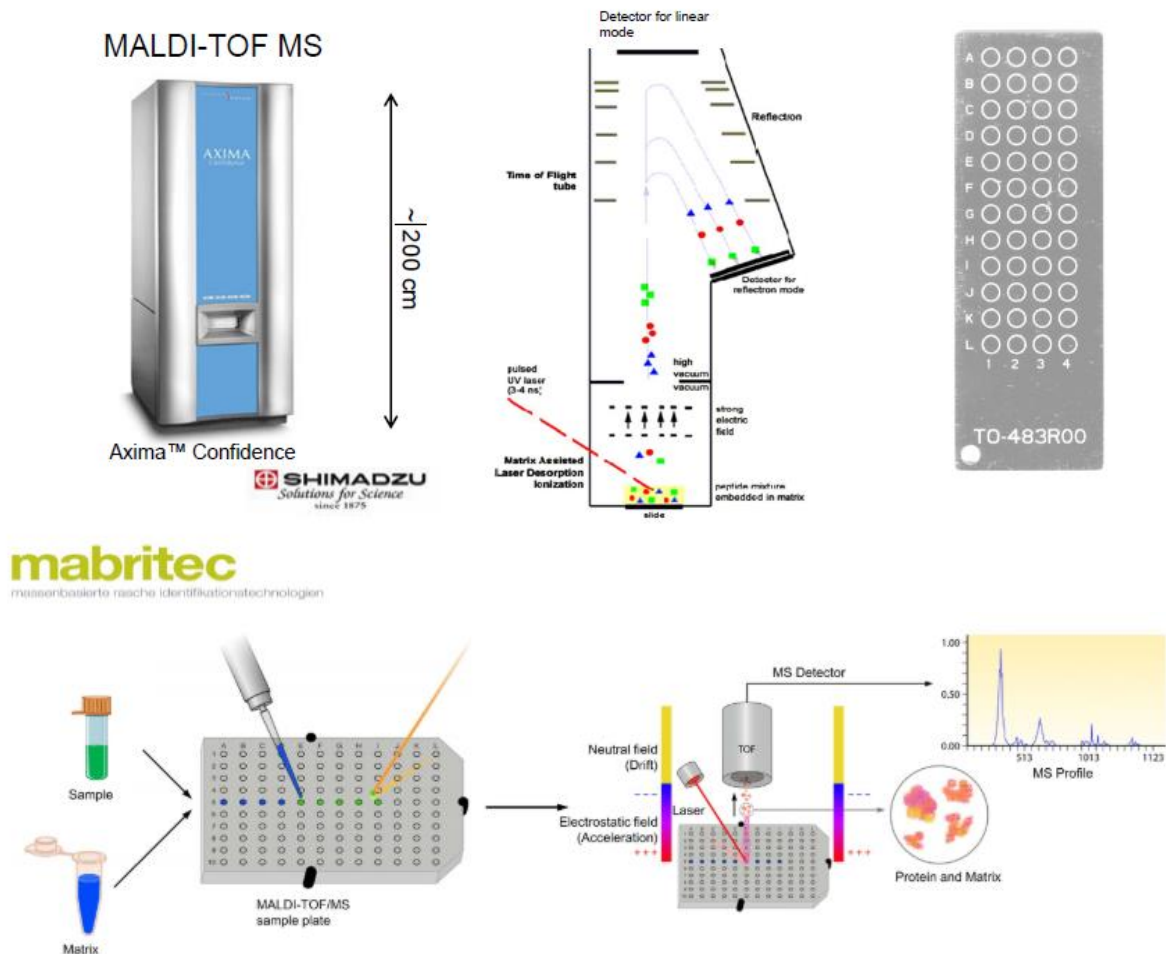 MALDI-TOF MS
AXIMA
~
200 cm
Axima™ Confidence
SHIMADZU
Solutions for Science
since 1875
Detector for linear
mode
Reflectron
Time of Flight
tube
Detector for
reflectron mode
high
vacuum
vacuum
pulsed
UV laser
(3-4 ns)
strong
electric
field
Matrix Assisted
Laser Desorption
Ionization
peptide mixture
embedded in matrix
slide
A
B
C
D
E
F
G
H
I
J
K
L
1 2 3 4
TO-483R00
mabritec
massenbasierte rasche identifikationstechnologien
Sample
Matrix
A B C D E F G H I J K L
MALDI-TOF/MS
sample plate
MS Detector
TOF
Neutral field
(Drift)
Laser
Electrostatic field
(Acceleration)
+++
+++
Protein and Matrix
1.00
0.50
0.00
513 1013 1123
MS Profile